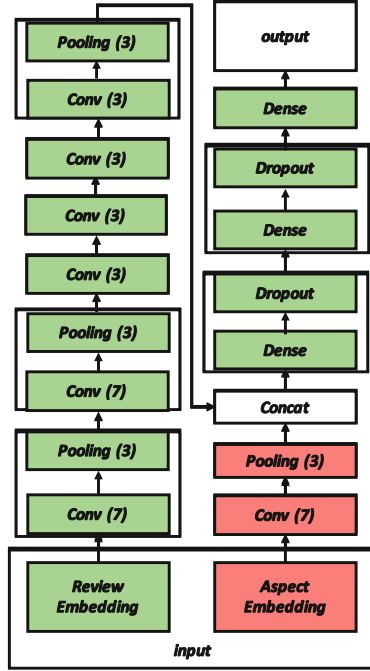 Pooling (3)
Conv (3)
Conv (3)
Conv (3)
Conv (3)
Pooling (3)
Conv (7)
Pooling (3)
Conv (7)
Review
Embedding
output
Dense
Dropout
Dense
Dropout
Dense
Concat
Pooling (3)
Conv (7)
Aspect
Embedding
input